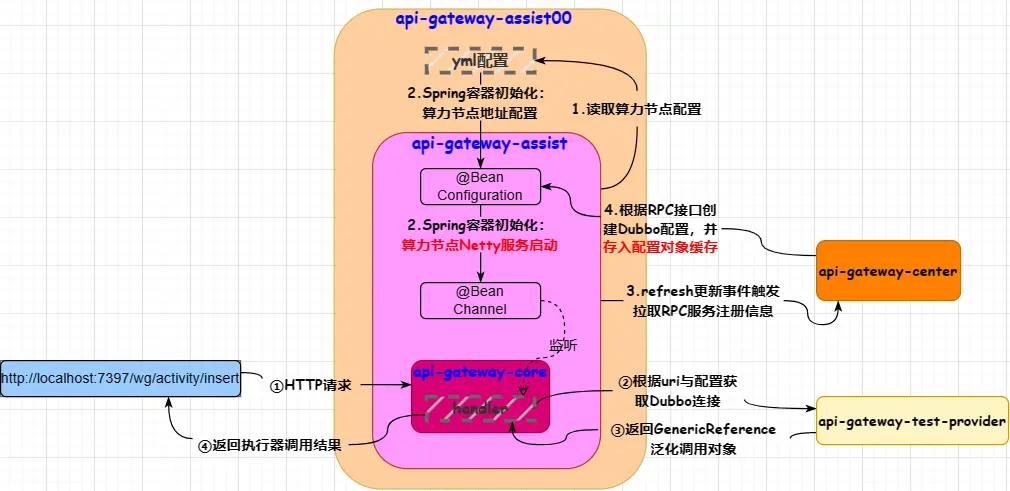 api-gateway-assist00
yml配置
2.Spring容器初始化：
算力节点地址配置
1.读取算力节点配置
api-gateway-assist
@Bean
Configuration
2.Spring容器初始化：
算力节点Netty服务启动
4.根据RPC接口创
建Dubbo配置，并
存入配置对象缓存
api-gateway-center
@Bean
Channel
3.refresh更新事件触发
拉取RPC服务注册信息
监听
http://localhost:7397/wg/activity/insert
①HTTP请求
api-gateway-core
handler
②根据uri与配置获
取Dubbo连接
api-gateway-test-provider
③返回GenericReference
泛化调用对象
④返回执行器调用结果